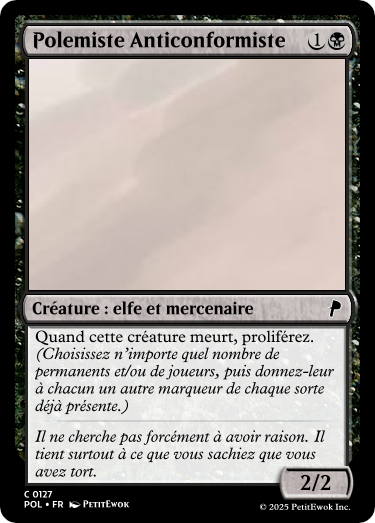 Polemiste Anticonformiste 1
Créature : elfe et mercenaire
Quand cette créature meurt, proliférez.
(Choisissez n'importe quel nombre de
permanents et/ou de joueurs, puis donnez-leur
à chacun un autre marqueur de chaque sorte
déjà présente.)
Il ne cherche pas forcément à avoir raison. Il
tient surtout à ce que vous sachiez que vous
avez tort.
2/2
C 0127
POL • FR PetitEwok
© 2025 PetitEwok Inc.